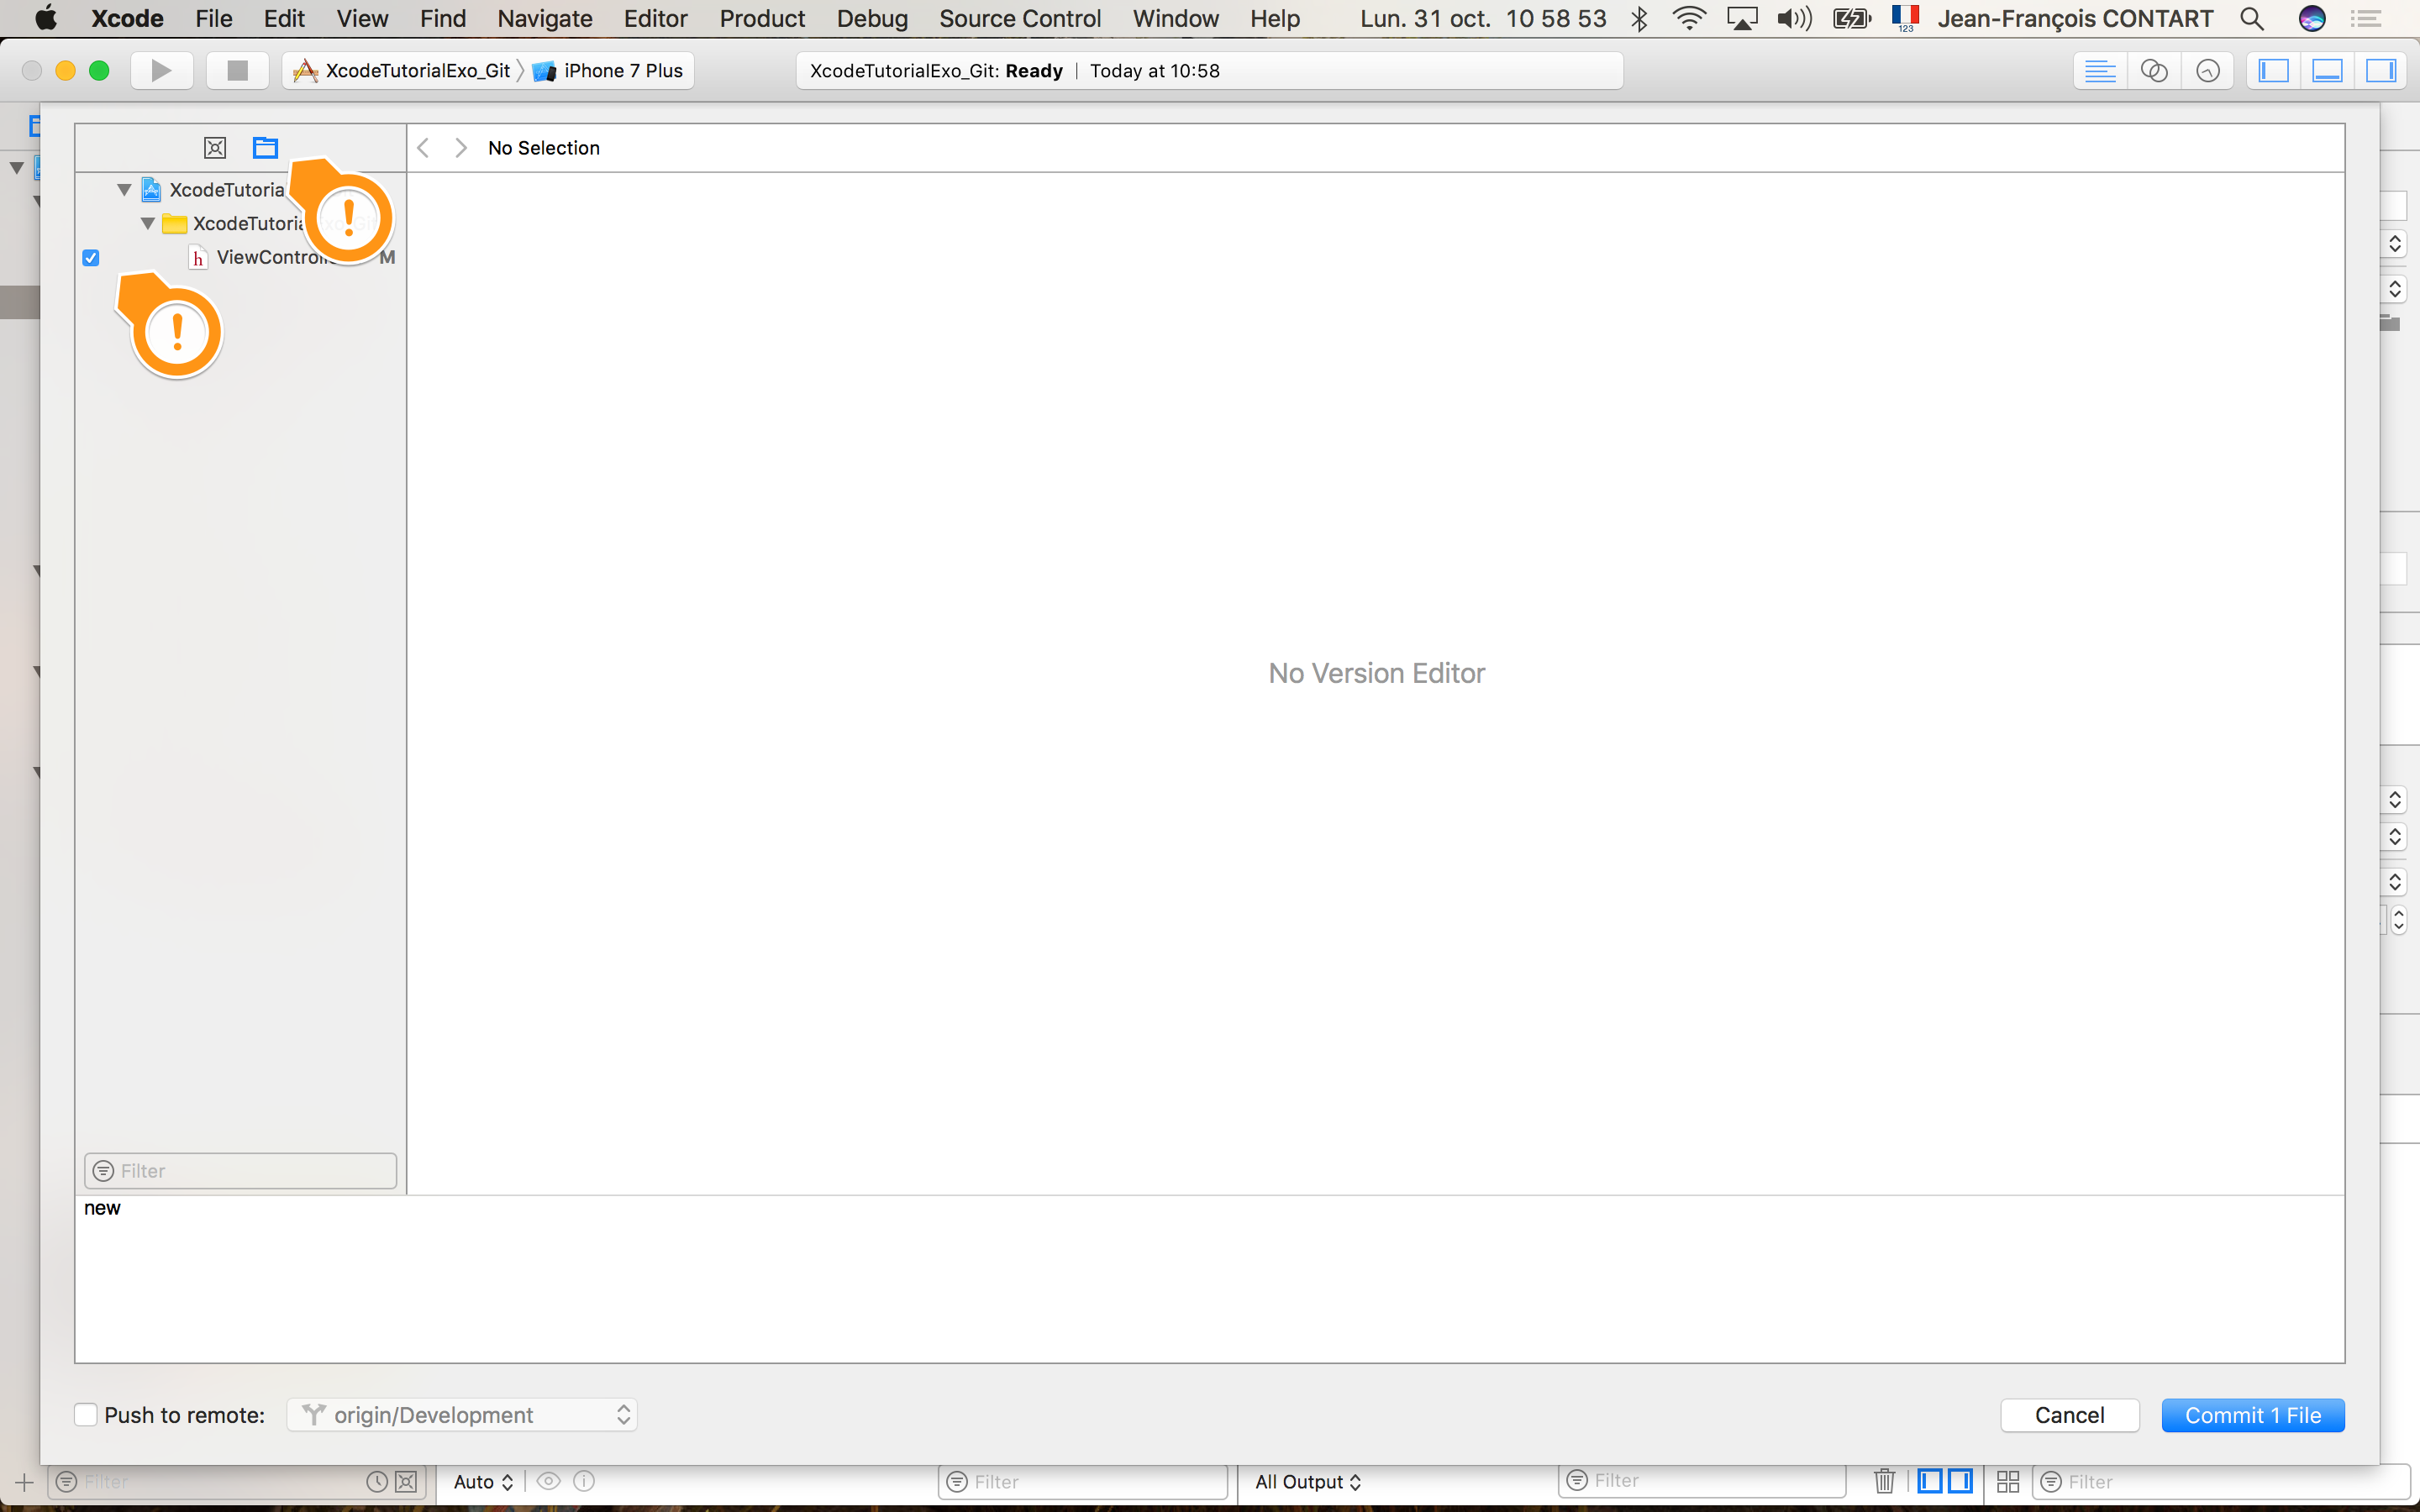 Xcode File Edit View Find Navigate Editor Product Debug Source Control Window Help Lun. 31 oct. 10 58 53 123 Jean-François CONTART
XcodeTutorialExo_Git iPhone 7 Plus XcodeTutorialExo_Git: Ready | Today at 10:58
No Selection
! XcodeTutoria
XcodeTutoria
h ViewControlle M
!
No Version Editor
Filter
new
Push to remote: origin/Development Cancel Commit 1 File
Filter Auto Filter All Output Filter Filter